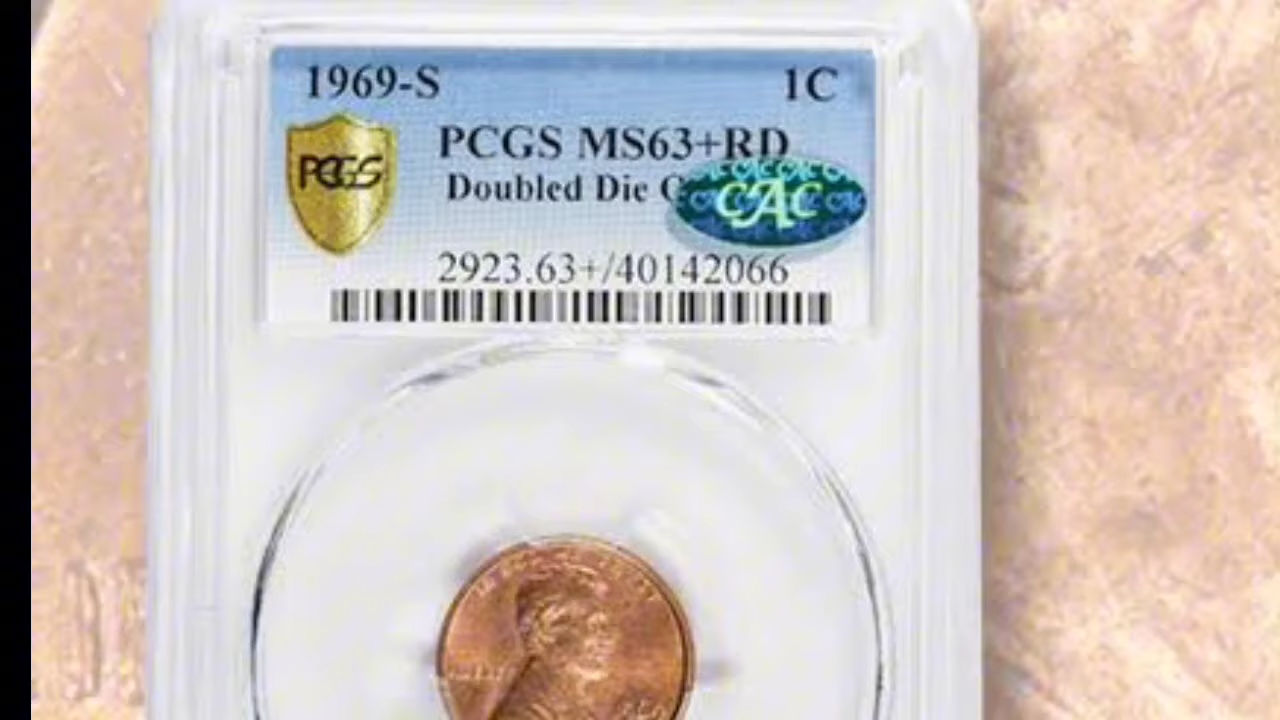 1969-S 1C
PCGS MS63+RD
PCGS
Doubled Die
CAC
2923.63+/40142066